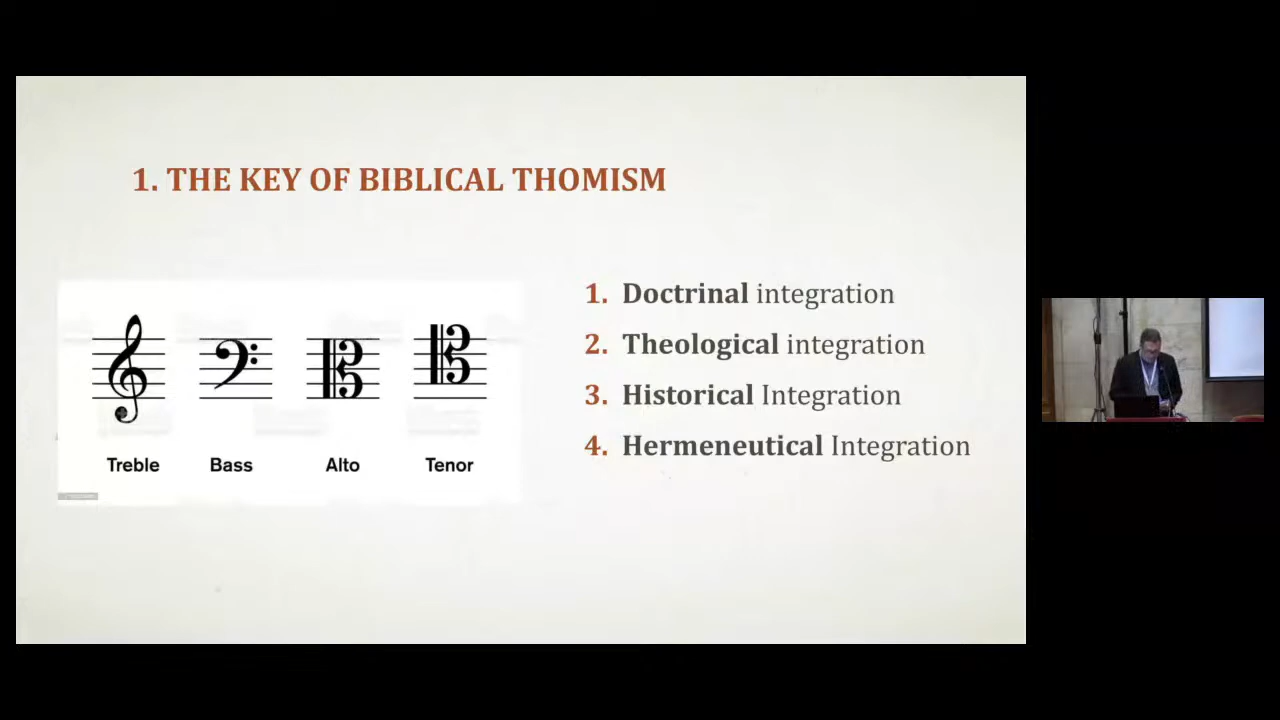 1. THE KEY OF BIBLICAL THOMISM
Treble Bass Alto Tenor
1. Doctrinal integration
2. Theological integration
3. Historical Integration
4. Hermeneutical Integration